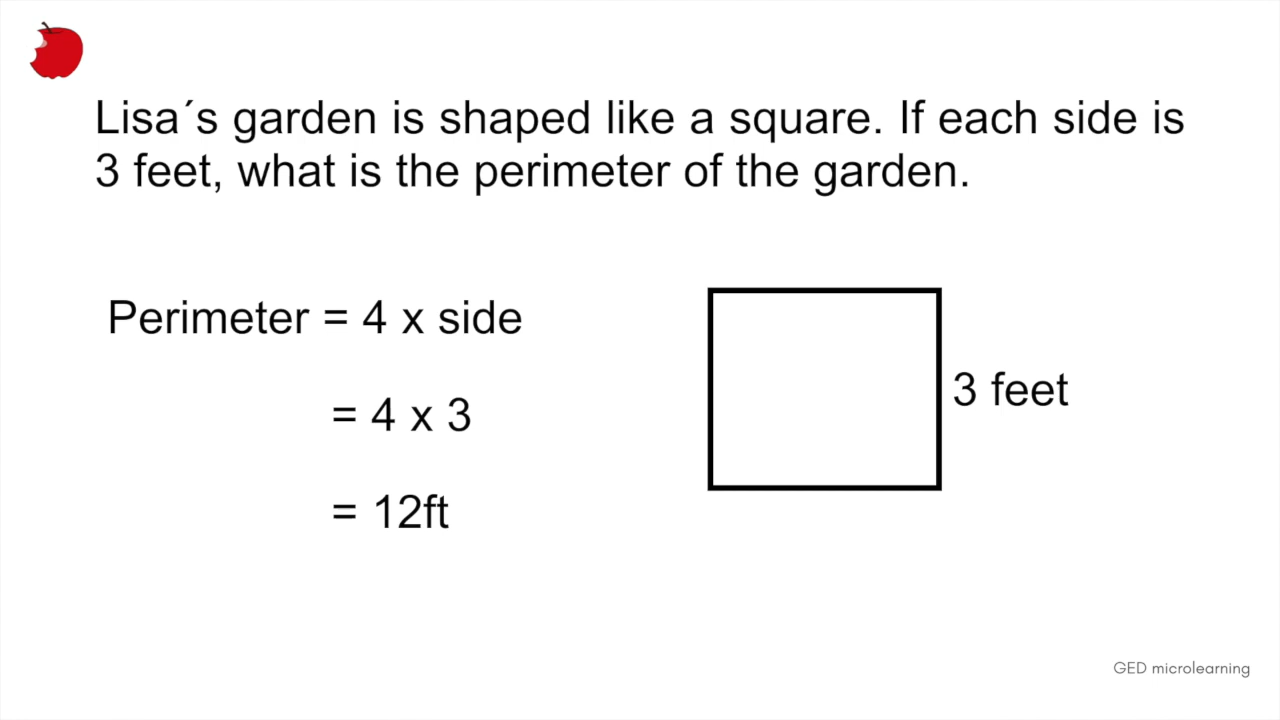 Lisa´s garden is shaped like a square. If each side is
3 feet, what is the perimeter of the garden.
Perimeter = 4 x side
= 4 x 3
= 12ft
3 feet
GED microlearning